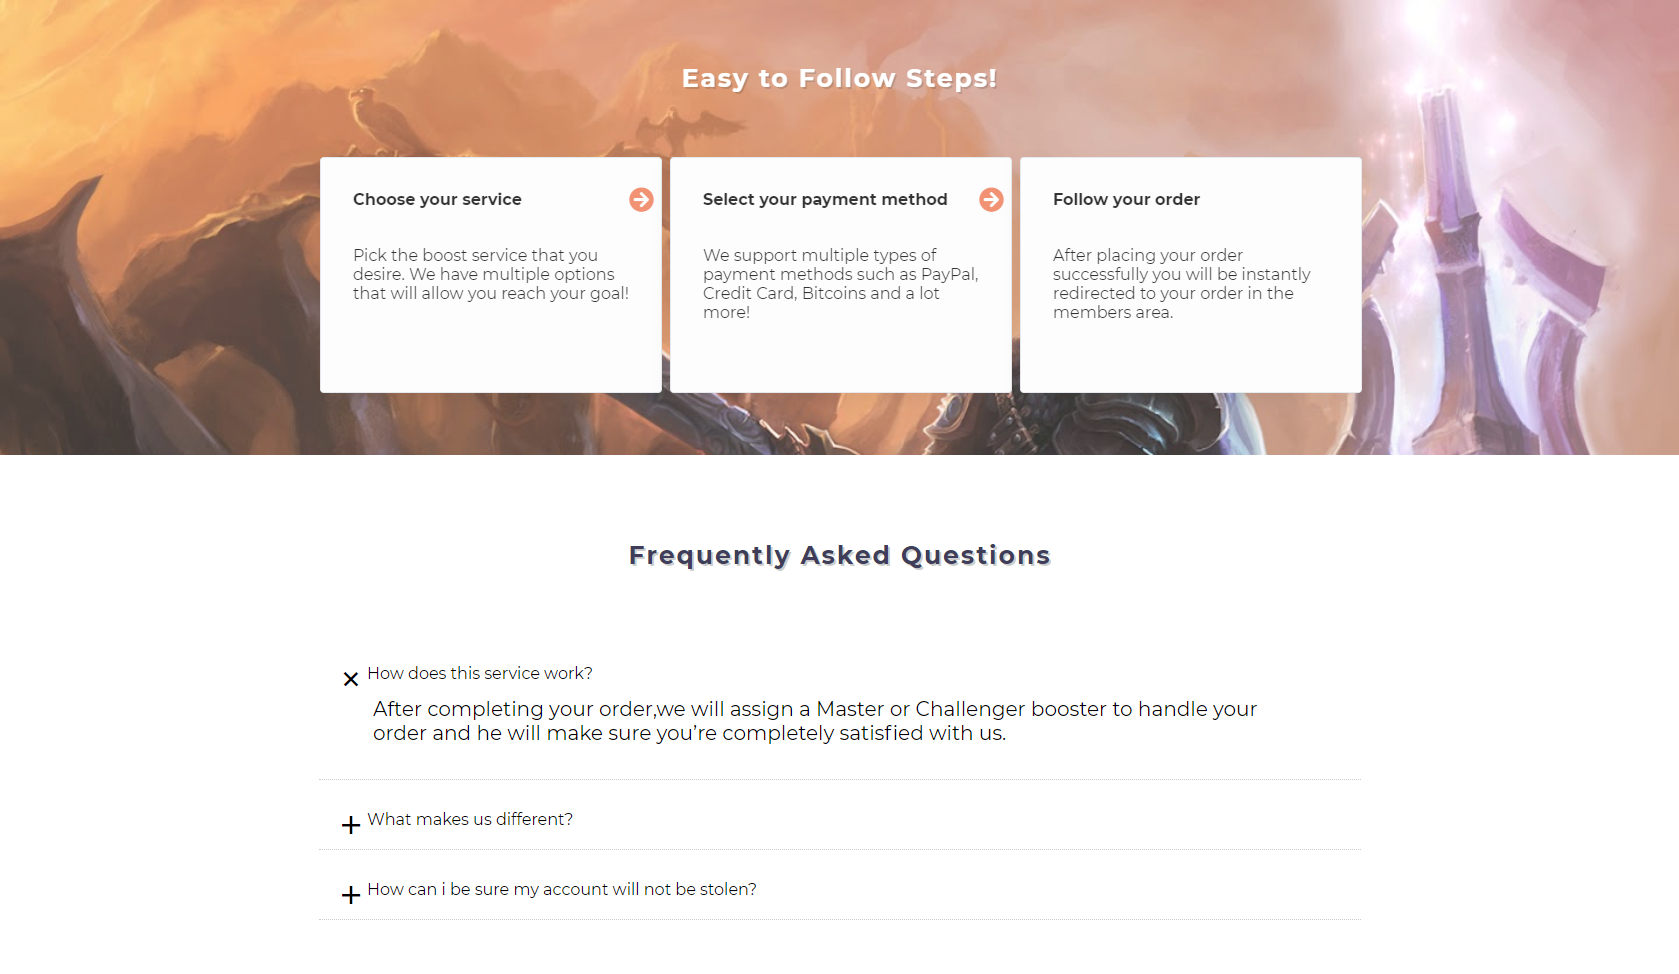 Easy to Follow Steps!
Choose your service
Pick the boost service that you
desire. We have multiple options
that will allow you reach your goal!
Select your payment method
We support multiple types of
payment methods such as PayPal,
Credit Card, Bitcoins and a lot
more!
Follow your order
After placing your order
successfully you will be instantly
redirected to your order in the
members area.
Frequently Asked Questions
How does this service work?
After completing your order,we will assign a Master or Challenger booster to handle your
order and he will make sure you’re completely satisfied with us.
What makes us different?
How can i be sure my account will not be stolen?